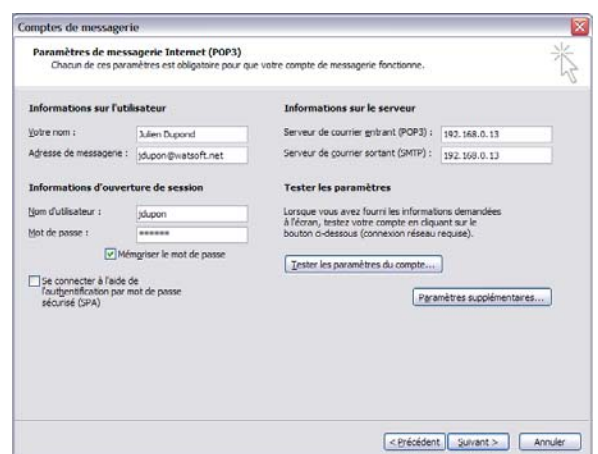 Comptes de messagerie
Paramètres de messagerie Internet (POP3)
Chacun de ces paramètres est obligatoire pour que votre compte de messagerie fonctionne.
Informations sur l'utilisateur
Votre nom : Julien Dupond
Adresse de messagerie : jdupon@watsoft.net
Informations d'ouverture de session
Nom d'utilisateur : jdupon
Mot de passe : ******
Mémoriser le mot de passe
Se connecter à l'aide de
l'authentification par mot de passe
sécurisé (SPA)
Informations sur le serveur
Serveur de courrier entrant (POP3) : 192.168.0.13
Serveur de courrier sortant (SMTP) : 192.168.0.13
Tester les paramètres
Lorsque vous avez fourni les informations demandées
à l'écran, testez votre compte en cliquant sur le
bouton ci-dessous (connexion réseau requise).
Tester les paramètres du compte...
Paramètres supplémentaires...
< Précédent
Suivant >
Annuler